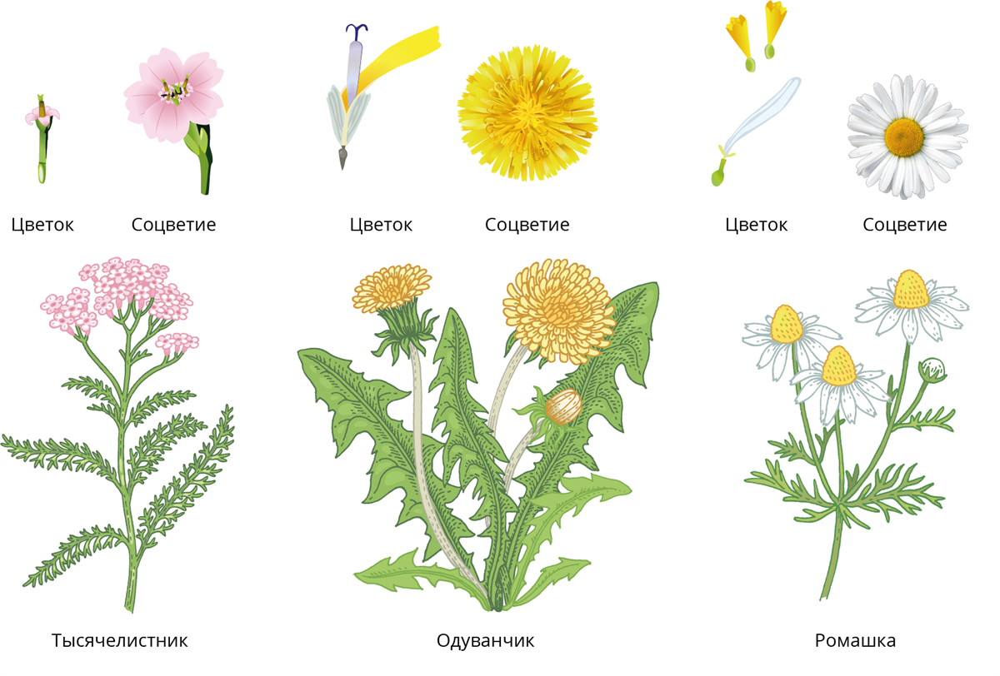 Цветок
Соцветие
Цветок
Соцветие
Цветок
Соцветие
Тысячелистник
Одуванчик
Ромашка